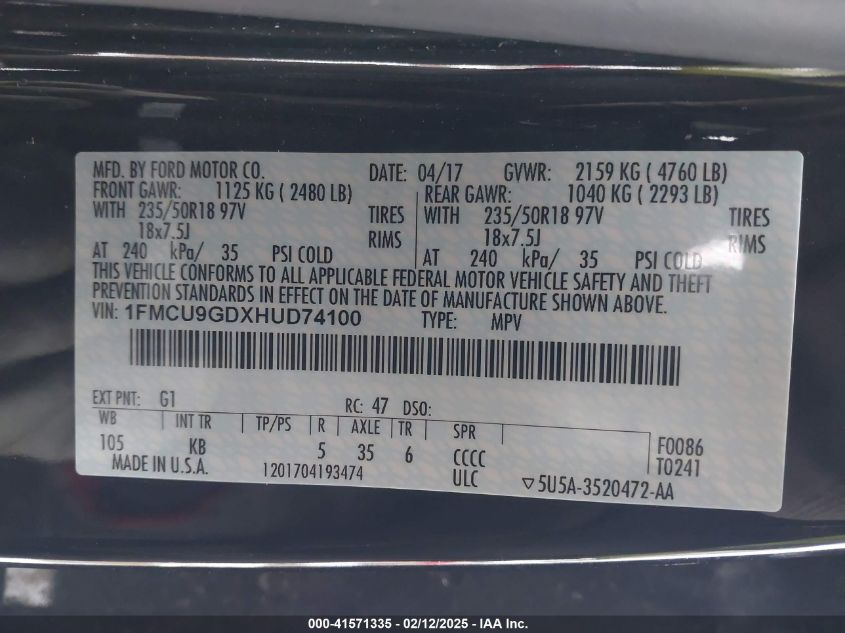 MFD. BY FORD MOTOR CO. DATE: 04/17 GVWR: 2159 KG ( 4760 LB)
FRONT GAWR: 1125 KG ( 2480 LB) REAR GAWR: 1040 KG ( 2293 LB)
WITH 235/50R18 97V TIRES WITH 235/50R18 97V TIRES
18x7.5J RIMS 18x7.5J RIMS
AT 240 kPa/ 35 PSI COLD AT 240 kPa/ 35 PSI COLD
THIS VEHICLE CONFORMS TO ALL APPLICABLE FEDERAL MOTOR VEHICLE SAFETY AND THEFT
PREVENTION STANDARDS IN EFFECT ON THE DATE OF MANUFACTURE SHOWN ABOVE.
VIN: 1FMCU9GDXHUD74100 TYPE: MPV
EXT PNT: G1 RC: 47 DSO:
WB INT TR TP/PS R AXLE TR SPR
105 KB 5 35 6 CCCC F0086
MADE IN U.S.A. 1201704193474 ULC T0241
▽5U5A-3520472-AA
000-41571335 - 02/12/2025 - IAA Inc.